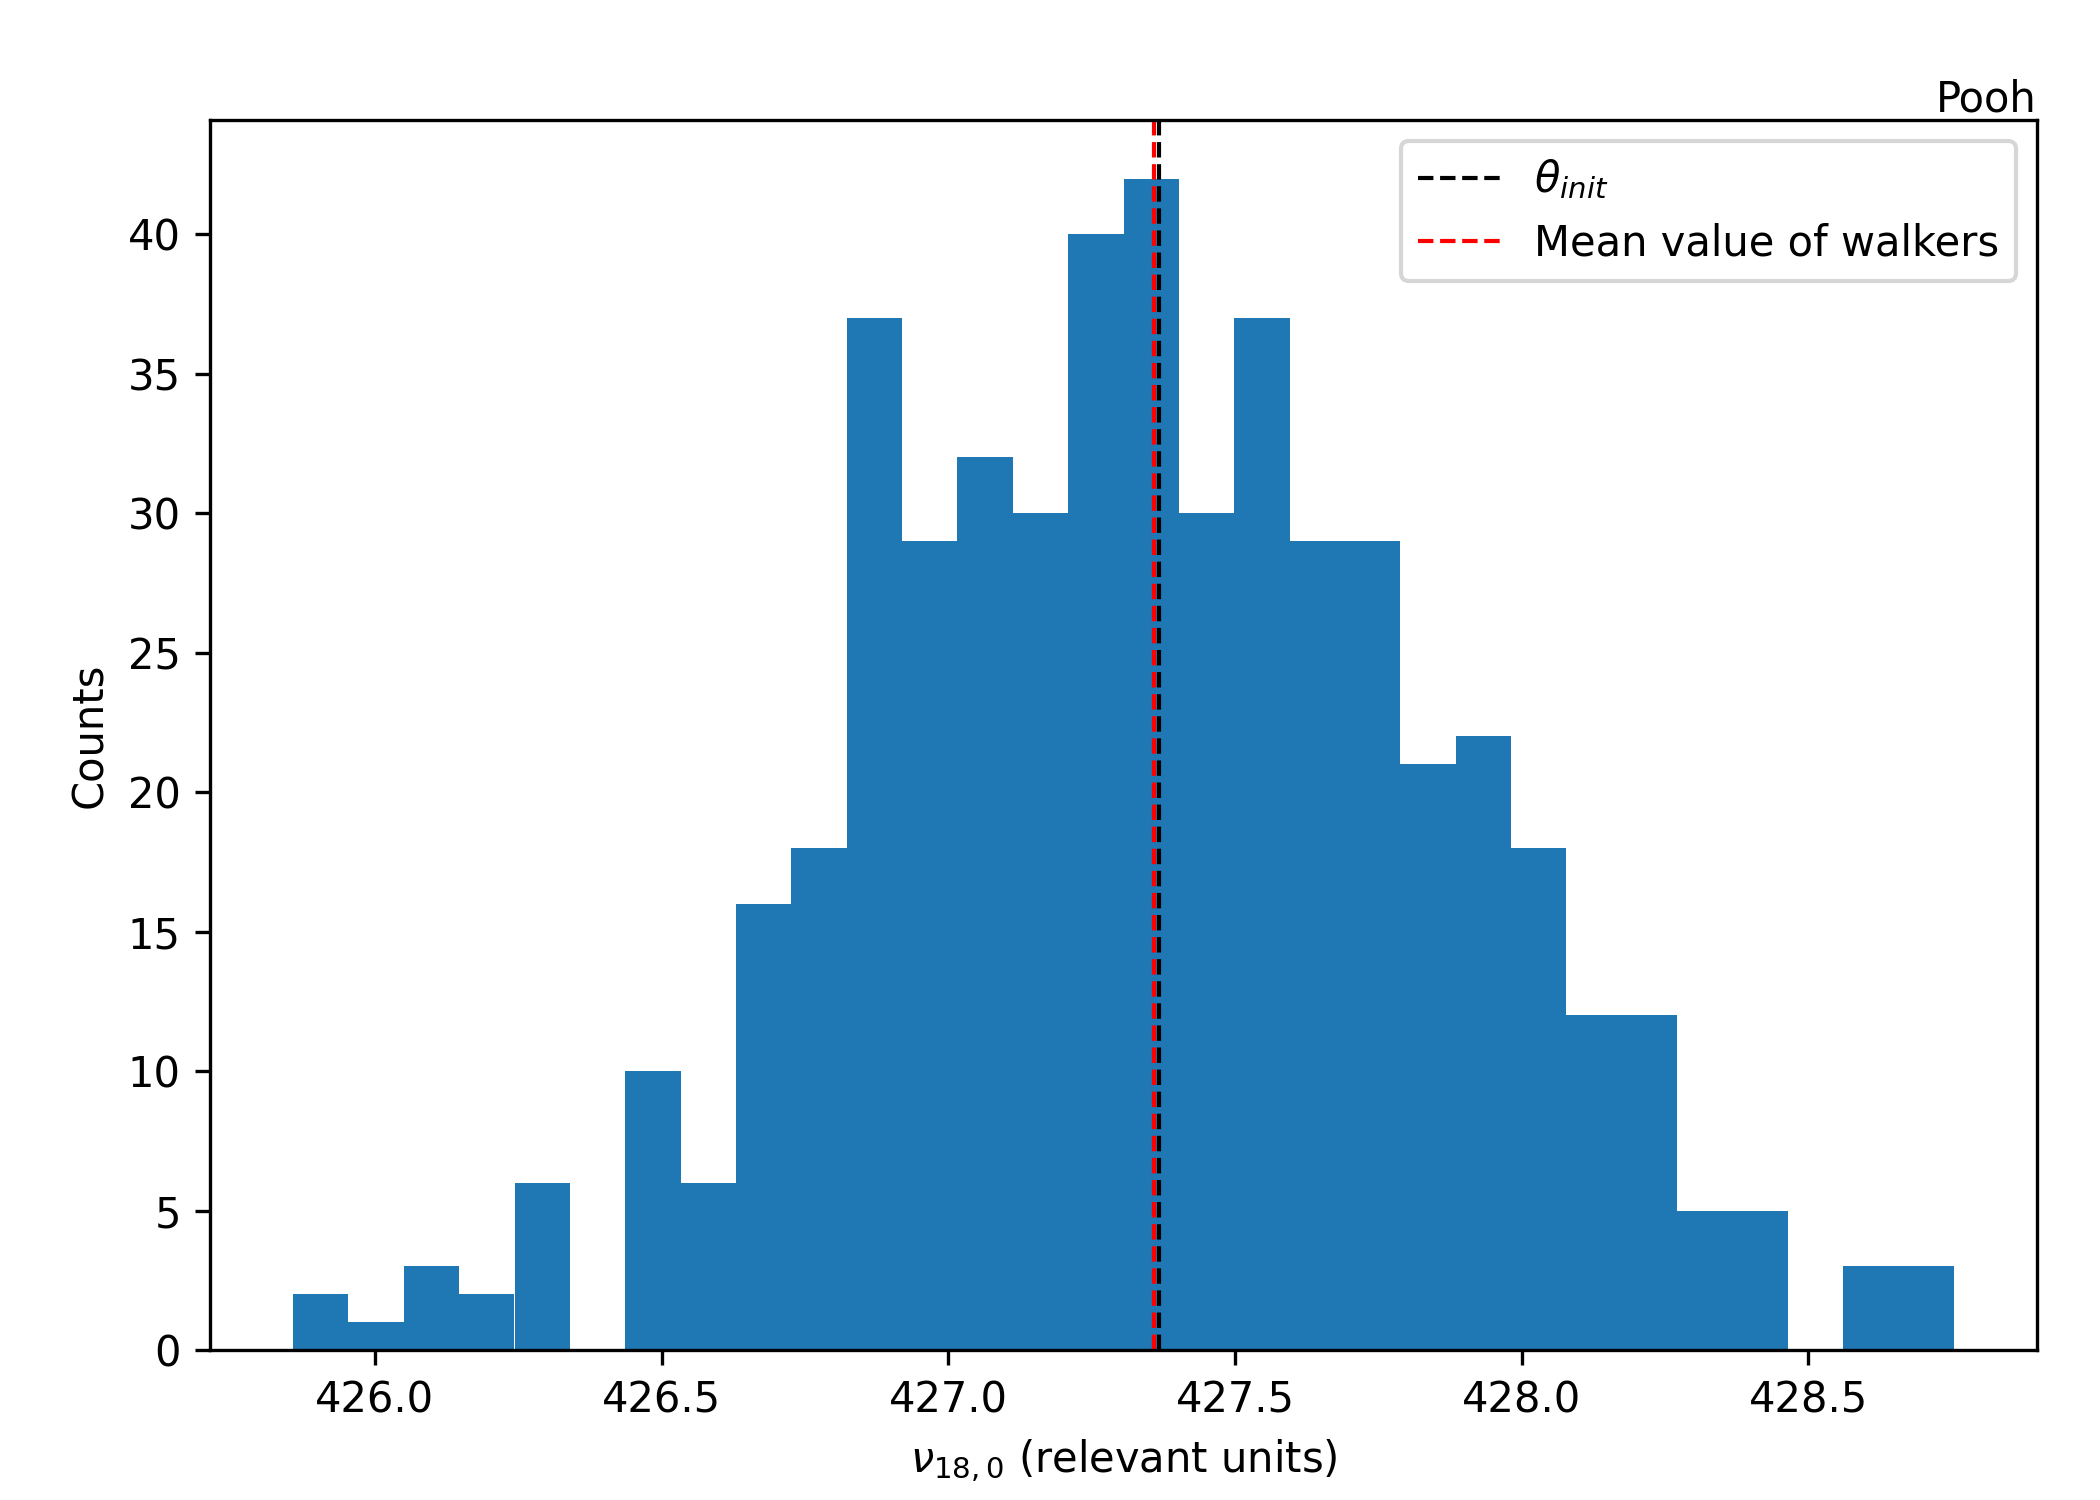 Pooh
θinit
Mean value of walkers
40
35
30
25
20
15
10
5
0
Counts
426.0 426.5 427.0 427.5 428.0 428.5
ν18, 0 (relevant units)